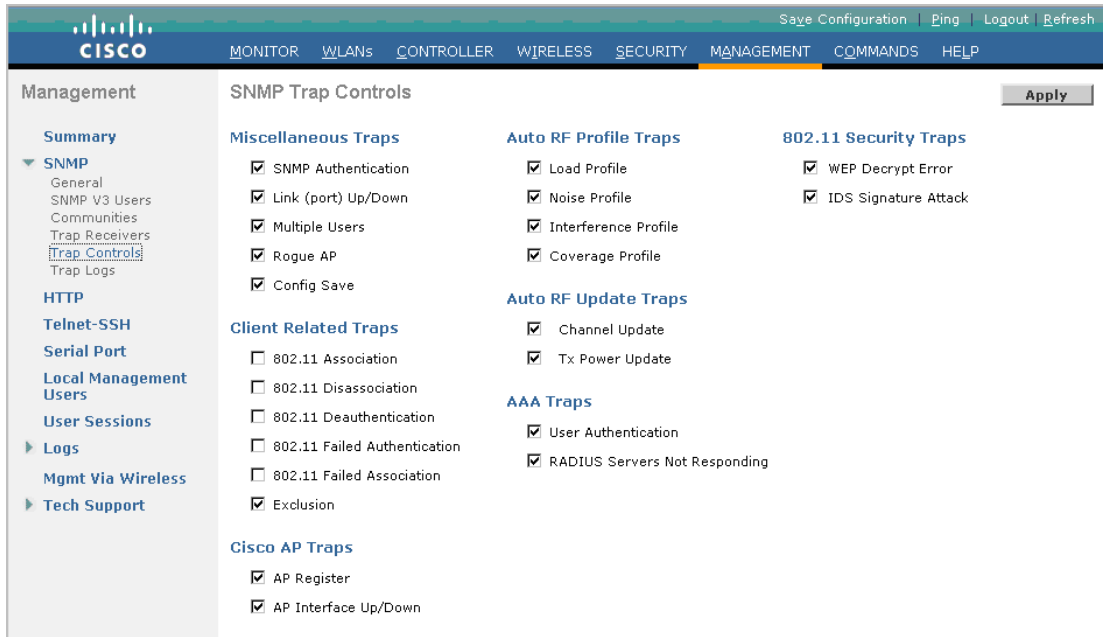 Save Configuration | Ping | Logout | Refresh
CISCO
MONITOR WLANs CONTROLLER WIRELESS SECURITY MANAGEMENT COMMANDS HELP
Management
Summary
SNMP
General
SNMP V3 Users
Communities
Trap Receivers
Trap Controls
Trap Logs
HTTP
Telnet-SSH
Serial Port
Local Management
Users
User Sessions
Logs
Mgmt Via Wireless
Tech Support
SNMP Trap Controls
Apply
Miscellaneous Traps
SNMP Authentication
Link (port) Up/Down
Multiple Users
Rogue AP
Config Save
Client Related Traps
802.11 Association
802.11 Disassociation
802.11 Deauthentication
802.11 Failed Authentication
802.11 Failed Association
Exclusion
Cisco AP Traps
AP Register
AP Interface Up/Down
Auto RF Profile Traps
Load Profile
Noise Profile
Interference Profile
Coverage Profile
Auto RF Update Traps
Channel Update
Tx Power Update
AAA Traps
User Authentication
RADIUS Servers Not Responding
802.11 Security Traps
WEP Decrypt Error
IDS Signature Attack